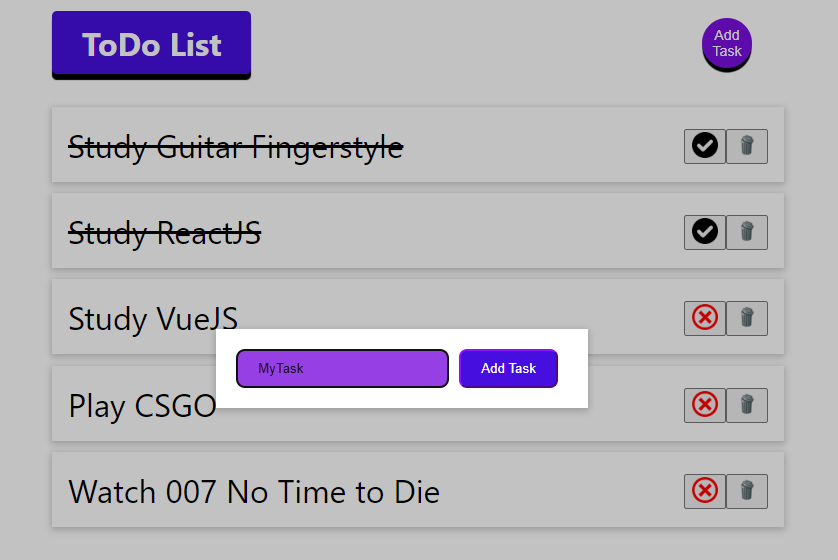 ToDo List
Add
Task
Study Guitar Fingerstyle
Study ReactJS
Study VueJS
MyTask
Add Task
Play CSGO
Watch 007 No Time to Die